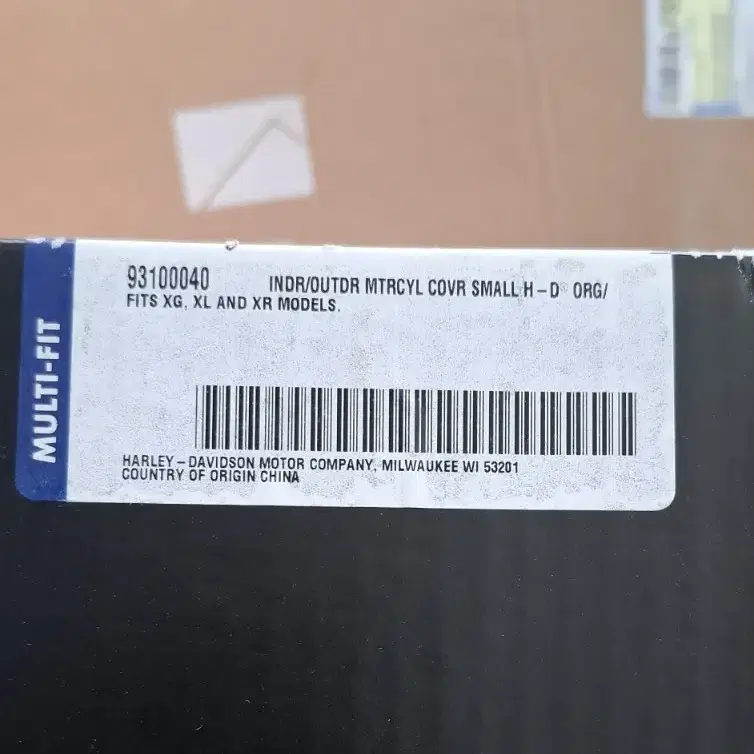 MULTI-FIT
93100040 INDR/OUTDR MTRCYL COVR SMALL H-D® ORG/
FITS XG, XL AND XR MODELS.
HARLEY-DAVIDSON MOTOR COMPANY, MILWAUKEE WI 53201
COUNTRY OF ORIGIN CHINA